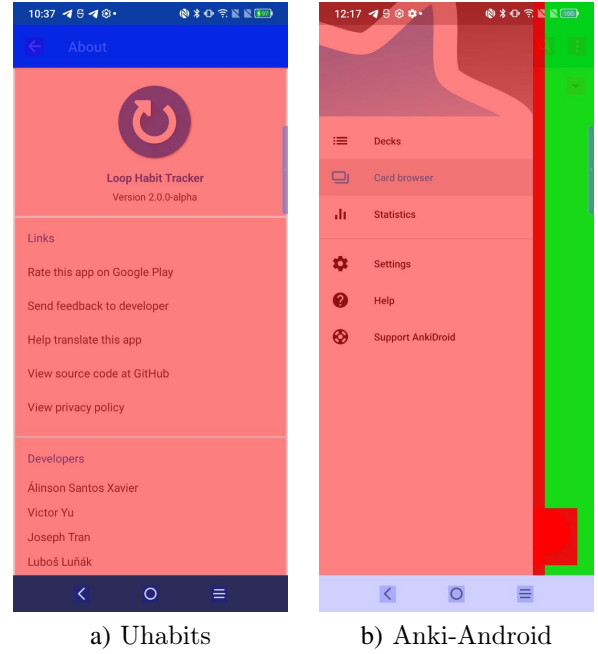 10:37
97
About
Loop Habit Tracker
Version 2.0.0-alpha
Links
Rate this app on Google Play
Send feedback to developer
Help translate this app
View source code at GitHub
View privacy policy
Developers
Álinson Santos Xavier
Victor Yu
Joseph Tran
Luboš Luňák
a) Uhabits
12:17
100
Decks
Card browser
Statistics
Settings
Help
Support AnkiDroid
b) Anki-Android